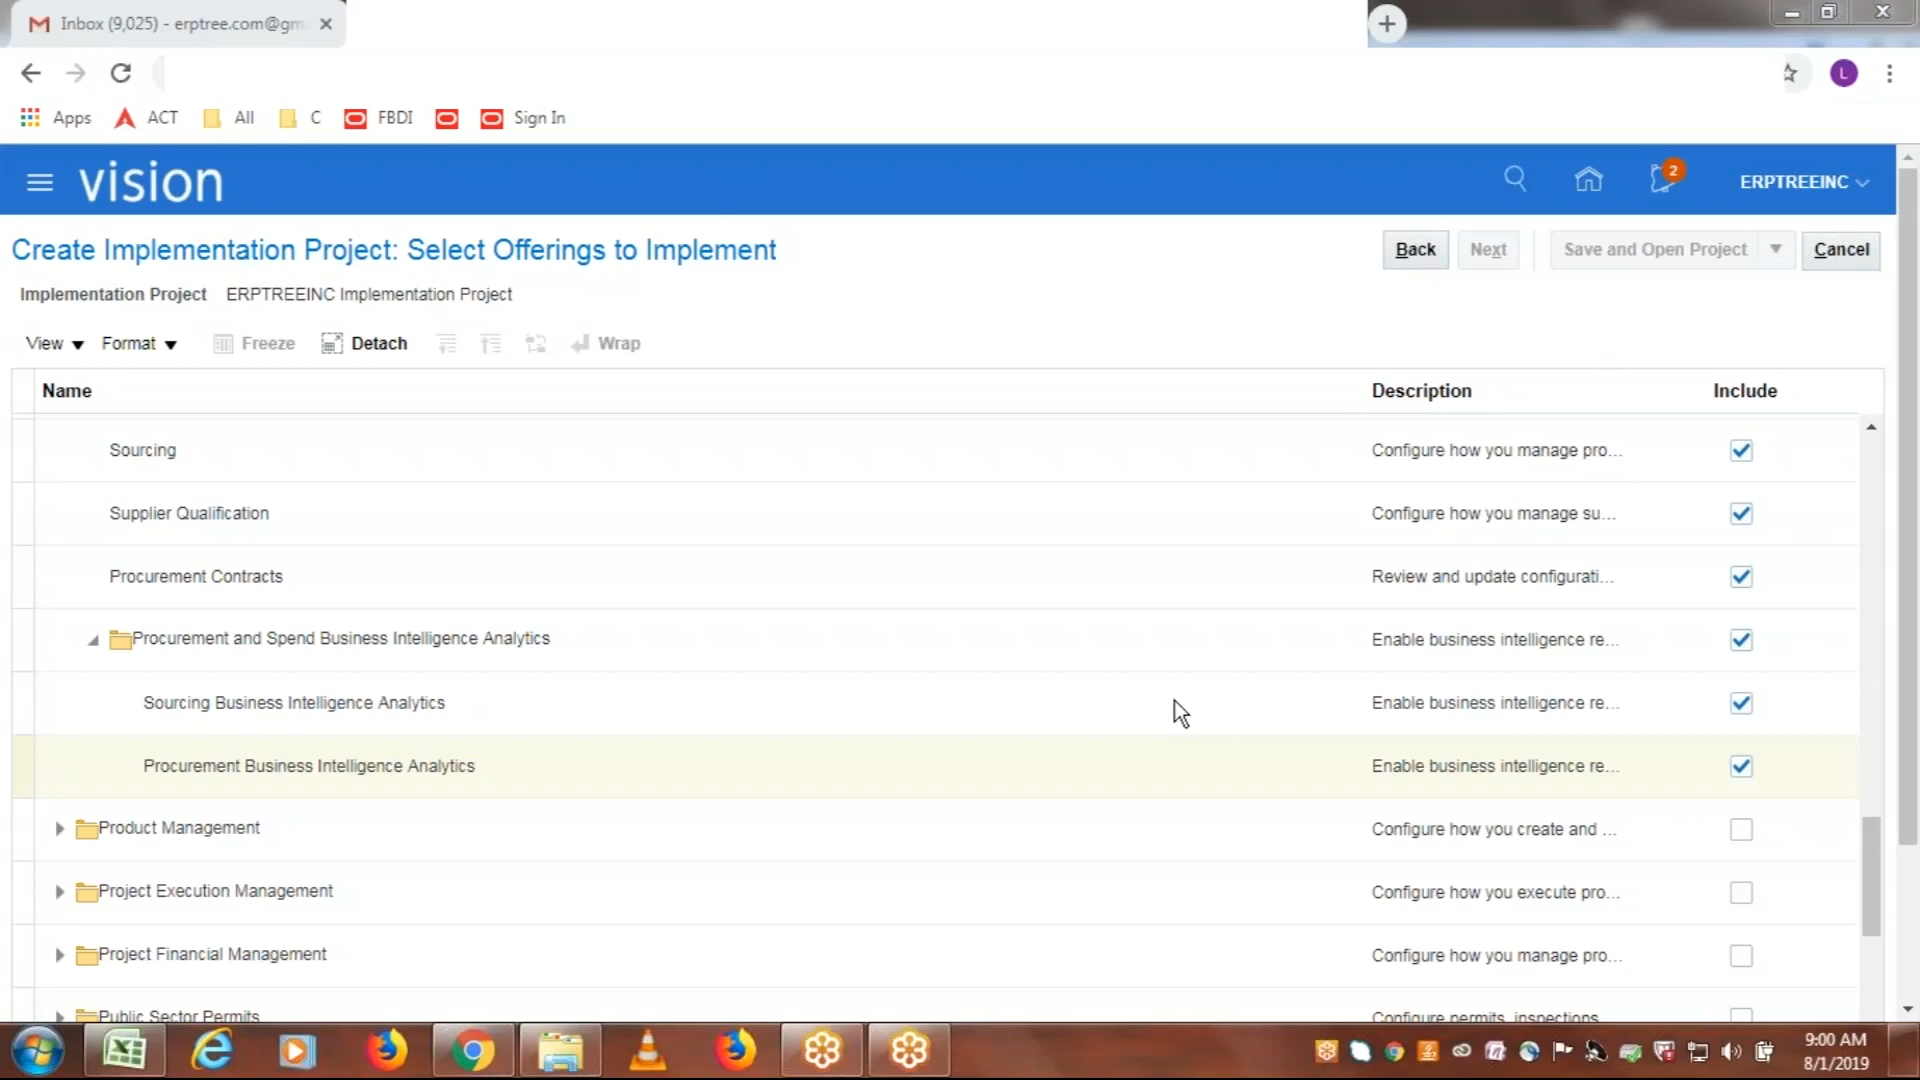 Inbox (9,025) - erptree.com@gm
L
Apps ACT All C FBDI Sign In
vision
2
ERPTREEINC
Create Implementation Project: Select Offerings to Implement
Back Next Save and Open Project Cancel
Implementation Project ERPTREEINC Implementation Project
View Format Freeze Detach Wrap
Name Description Include
Sourcing Configure how you manage pro...
Supplier Qualification Configure how you manage su...
Procurement Contracts Review and update configurati...
Procurement and Spend Business Intelligence Analytics Enable business intelligence re...
Sourcing Business Intelligence Analytics Enable business intelligence re...
Procurement Business Intelligence Analytics Enable business intelligence re...
Product Management Configure how you create and ...
Project Execution Management Configure how you execute pro...
Project Financial Management Configure how you manage pro...
Public Sector Permits Configure permits, inspections
9:00 AM
8/1/2019